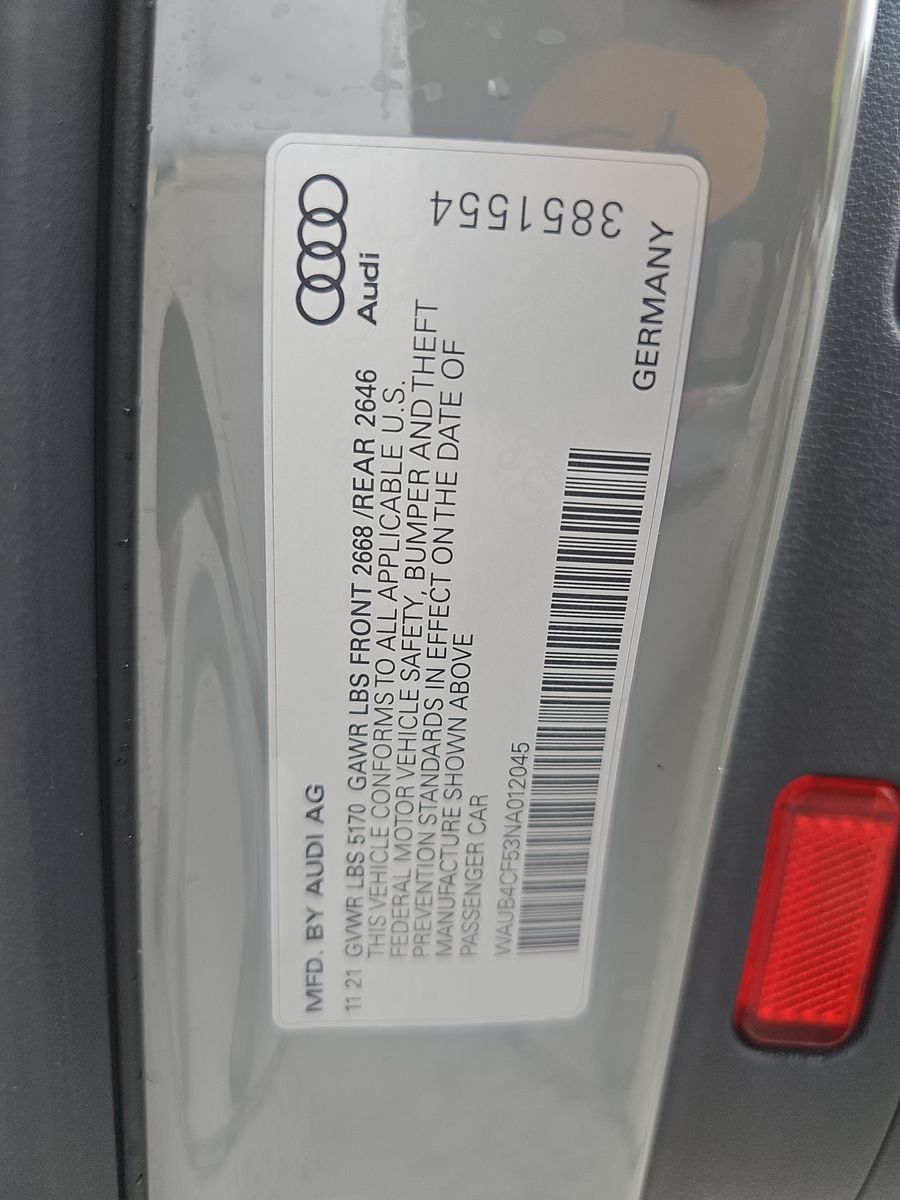 MFD. BY AUDI AG
11 21 GVWR LBS 5170 GAWR LBS FRONT 2668 /REAR 2646
THIS VEHICLE CONFORMS TO ALL APPLICABLE U.S.
FEDERAL MOTOR VEHICLE SAFETY, BUMPER AND THEFT
PREVENTION STANDARDS IN EFFECT ON THE DATE OF
MANUFACTURE SHOWN ABOVE
PASSENGER CAR
WAUB4CF53NA012045
Audi
3851554
GERMANY